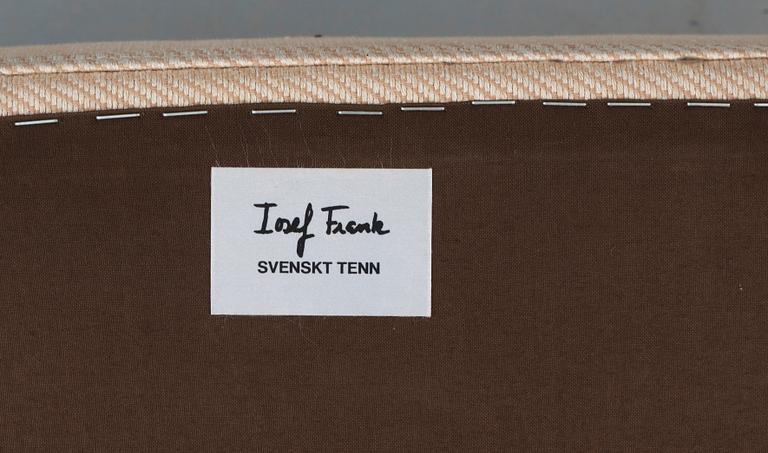 Josef Frank
SVENSKT TENN